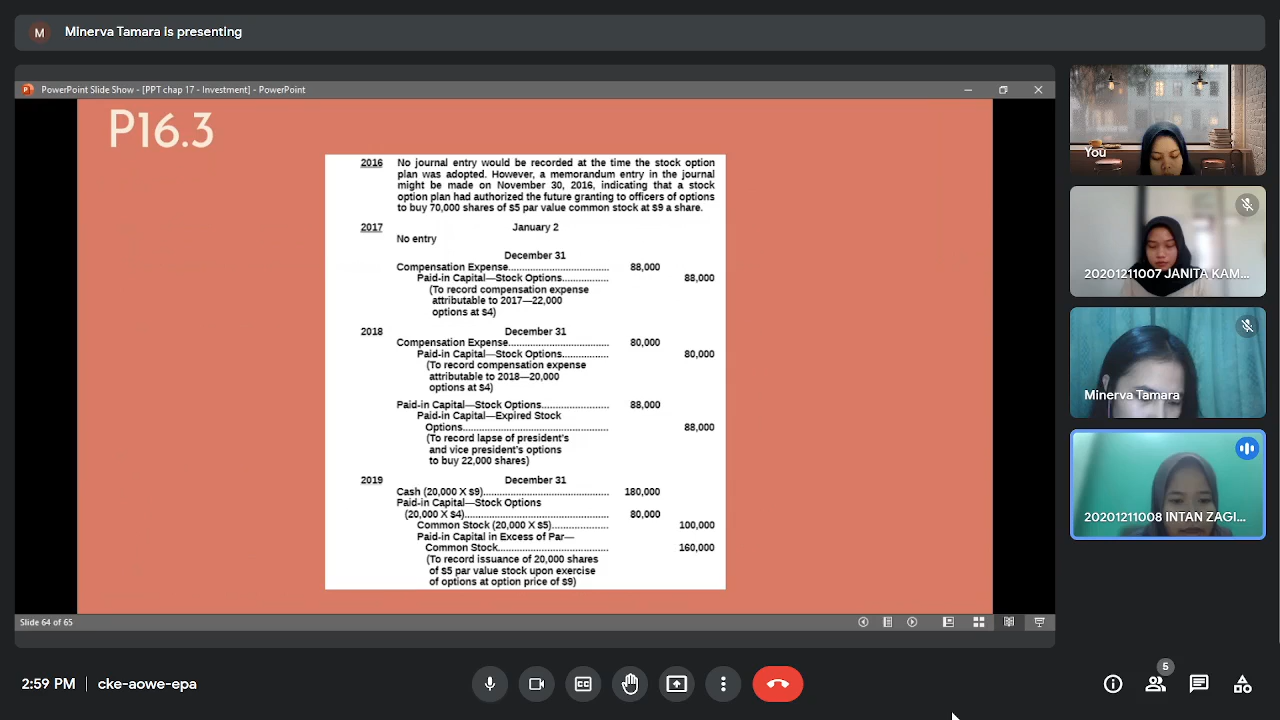 M Minerva Tamara is presenting
PowerPoint Slide Show - [PPT chap 17 - Investment] - PowerPoint
P16.3
2016 No journal entry would be recorded at the time the stock option
plan was adopted. However, a memorandum entry in the journal
might be made on November 30, 2016, indicating that a stock
option plan had authorized the future granting to officers of options
to buy 70,000 shares of $5 par value common stock at $9 a share.
2017 January 2
No entry
December 31
Compensation Expense.................................. 88,000
Paid-in Capital—Stock Options................ 88,000
(To record compensation expense
attributable to 2017—22,000
options at $4)
2018 December 31
Compensation Expense.................................. 80,000
Paid-in Capital—Stock Options................ 80,000
(To record compensation expense
attributable to 2018—20,000
options at $4)
Paid-in Capital—Stock Options....................... 88,000
Paid-in Capital—Expired Stock
Options.................................................. 88,000
(To record lapse of president's
and vice president's options
to buy 22,000 shares)
2019 December 31
Cash (20,000 X $9).......................................... 180,000
Paid-in Capital—Stock Options
(20,000 X $4)................................................. 80,000
Common Stock (20,000 X $5)................... 100,000
Paid-in Capital in Excess of Par—
Common Stock...................................... 160,000
(To record issuance of 20,000 shares
of $5 par value stock upon exercise
of options at option price of $9)
Slide 64 of 65
You
20201211007 JANITA KAM...
Minerva Tamara
20201211008 INTAN ZAGI...
2:59 PM | cke-aowe-epa
5